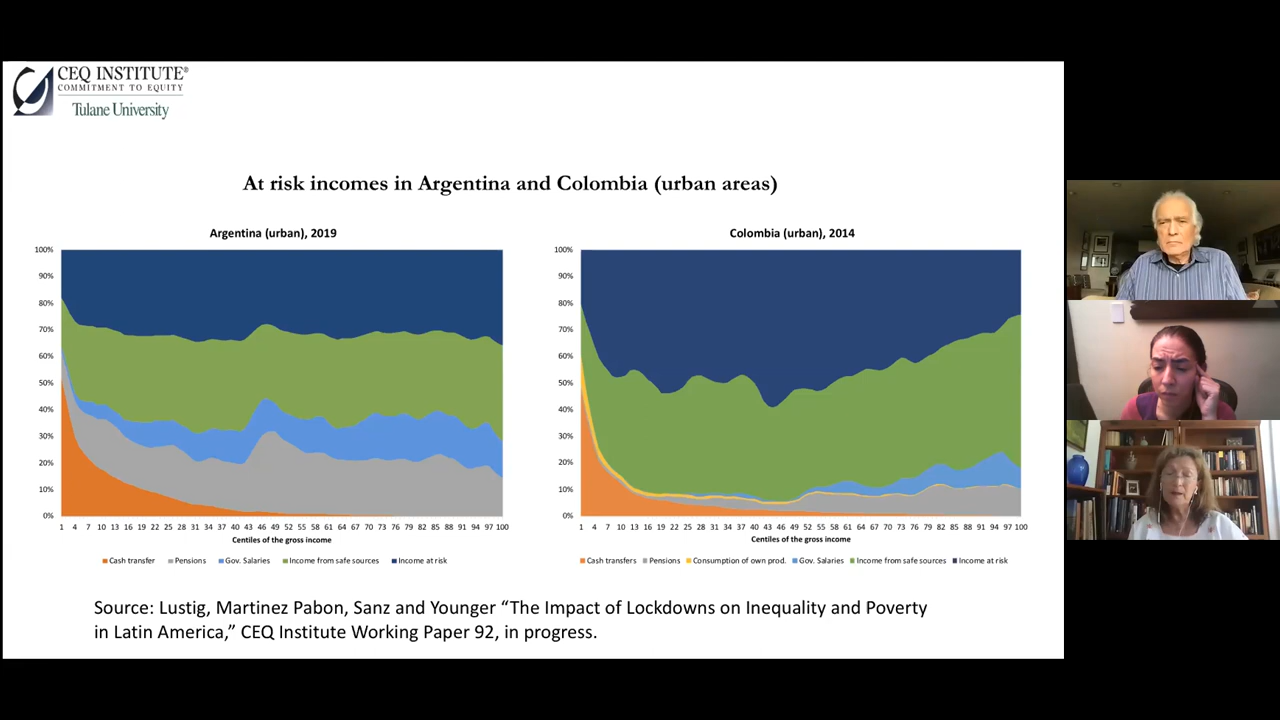 CEQ INSTITUTE®
COMMITMENT TO EQUITY
Tulane University
At risk incomes in Argentina and Colombia (urban areas)
Argentina (urban), 2019
100%
90%
80%
70%
60%
50%
40%
30%
20%
10%
0%
1 4 7 10 13 16 19 22 25 28 31 34 37 40 43 46 49 52 55 58 61 64 67 70 73 76 79 82 85 88 91 94 97 100
Centiles of the gross income
Cash transfer Pensions Gov. Salaries Income from safe sources Income at risk
Colombia (urban), 2014
100%
90%
80%
70%
60%
50%
40%
30%
20%
10%
0%
1 4 7 10 13 16 19 22 25 28 31 34 37 40 43 46 49 52 55 58 61 64 67 70 73 76 79 82 85 88 91 94 97 100
Centiles of the gross income
Cash transfers Pensions Consumption of own prod. Gov. Salaries Income from safe sources Income at risk
Source: Lustig, Martinez Pabon, Sanz and Younger “The Impact of Lockdowns on Inequality and Poverty
in Latin America,” CEQ Institute Working Paper 92, in progress.